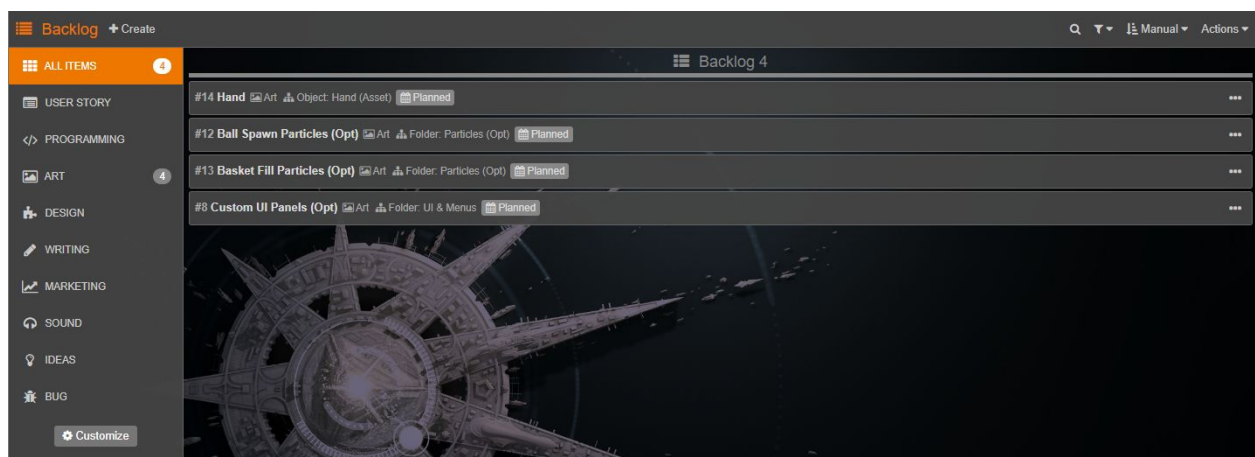 Backlog + Create
Manual Actions
ALL ITEMS 4
USER STORY
</> PROGRAMMING
ART 4
DESIGN
WRITING
MARKETING
SOUND
IDEAS
BUG
Customize
Backlog 4
#14 Hand Art Object: Hand (Asset) Planned
#12 Ball Spawn Particles (Opt) Art Folder: Particles (Opt) Planned
#13 Basket Fill Particles (Opt) Art Folder: Particles (Opt) Planned
#8 Custom UI Panels (Opt) Art Folder: UI & Menus Planned